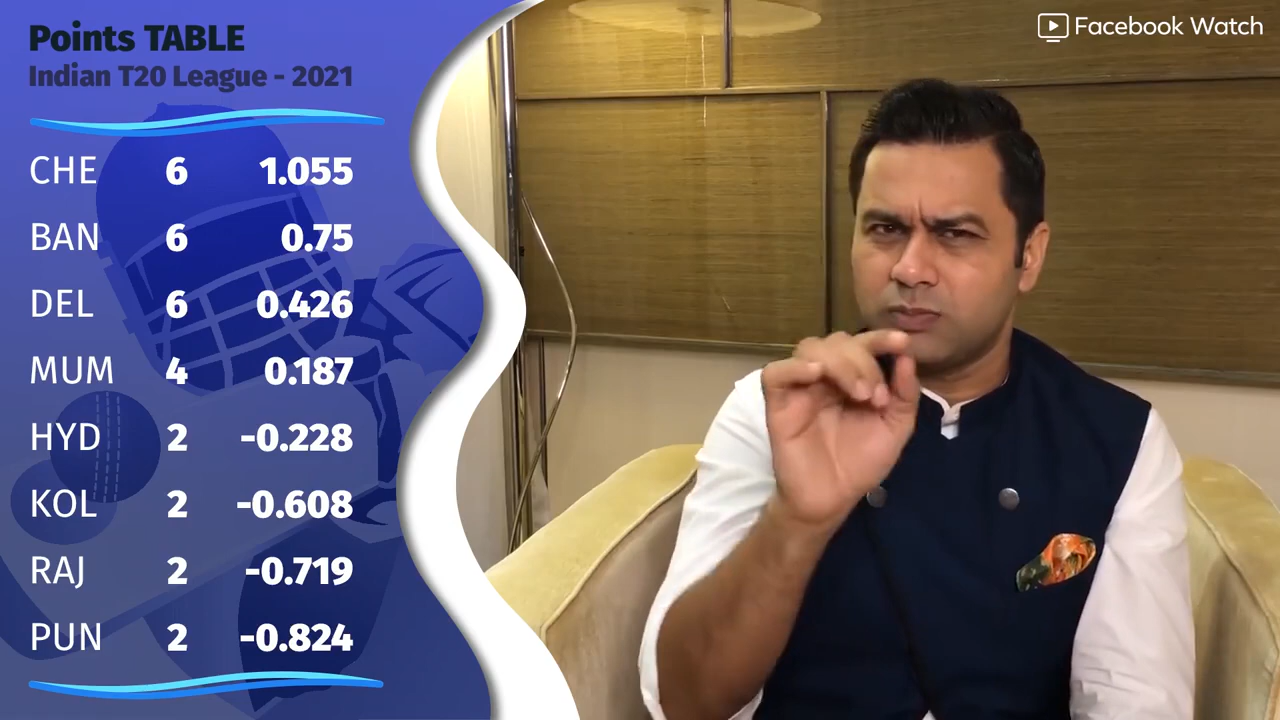 Points TABLE
Indian T20 League - 2021
CHE 6 1.055
BAN 6 0.75
DEL 6 0.426
MUM 4 0.187
HYD 2 -0.228
KOL 2 -0.608
RAJ 2 -0.719
PUN 2 -0.824
Facebook Watch